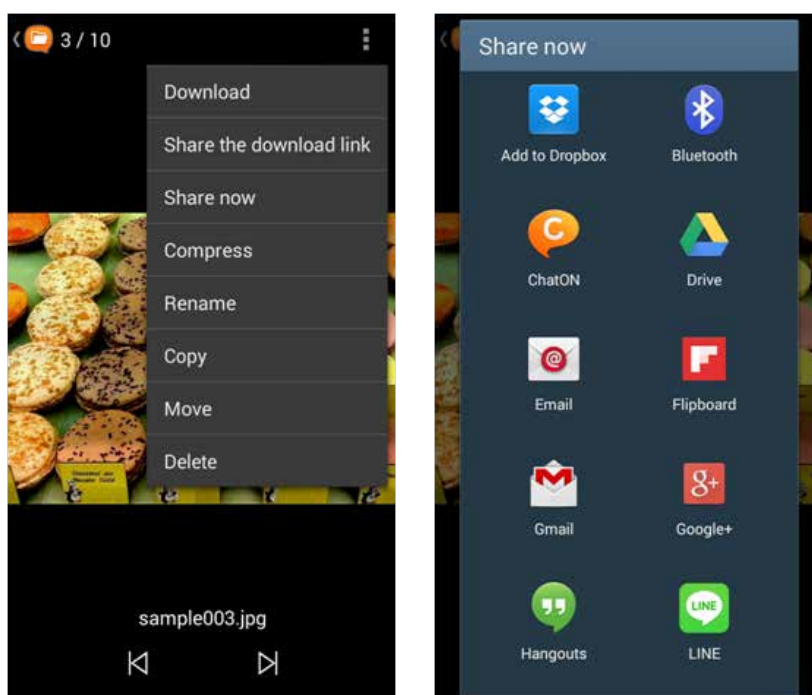 3 / 10
Download
Share the download link
Share now
Compress
Rename
Copy
Move
Delete
sample003.jpg
Share now
Add to Dropbox
Bluetooth
C
ChatON
Drive
@
Email
Flipboard
Gmail
g+
Google+
Hangouts
LINE
LINE